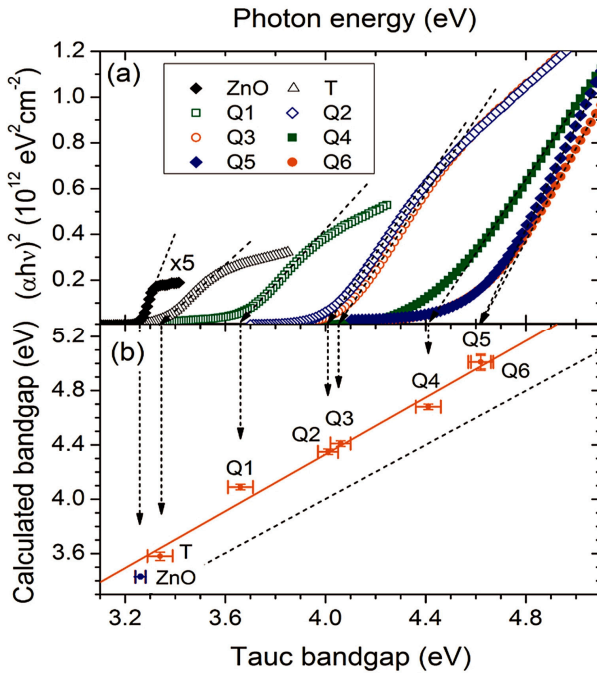 Photon energy (eV)
(αhν)² (10¹² eV²cm⁻²)
1.2
1.0
0.8
0.6
0.4
0.2
(a)
ZnO T
Q1 Q2
Q3 Q4
Q5 Q6
x5
Calculated bandgap (eV)
5.2
4.8
4.4
4.0
3.6
(b)
Q5
Q6
Q4
Q3
Q2
Q1
T
ZnO
3.2 3.6 4.0 4.4 4.8
Tauc bandgap (eV)